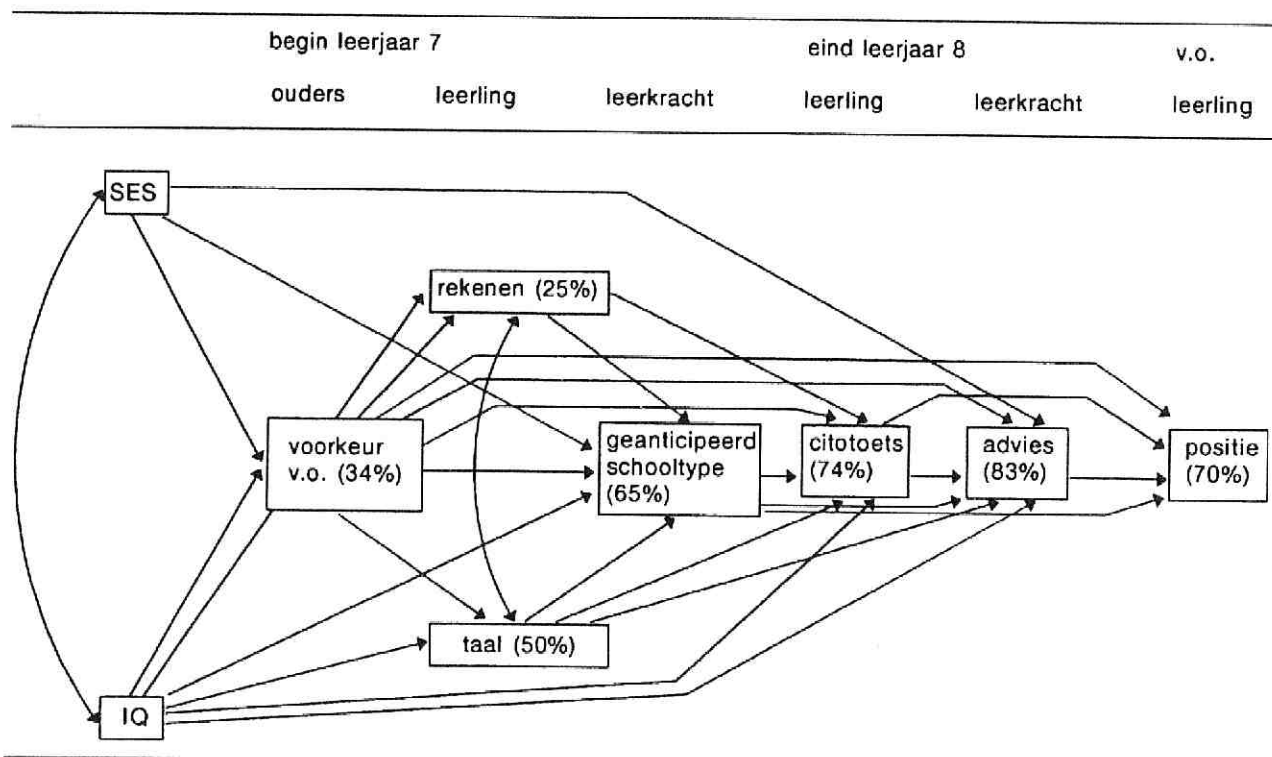 begin leerjaar 7 eind leerjaar 8 v.o.
ouders leerling leerkracht leerling leerkracht leerling
SES
rekenen (25%)
voorkeur
v.o. (34%)
geanticipeerd
schooltype
(65%)
citotoets
(74%)
advies
(83%)
positie
(70%)
taal (50%)
IQ